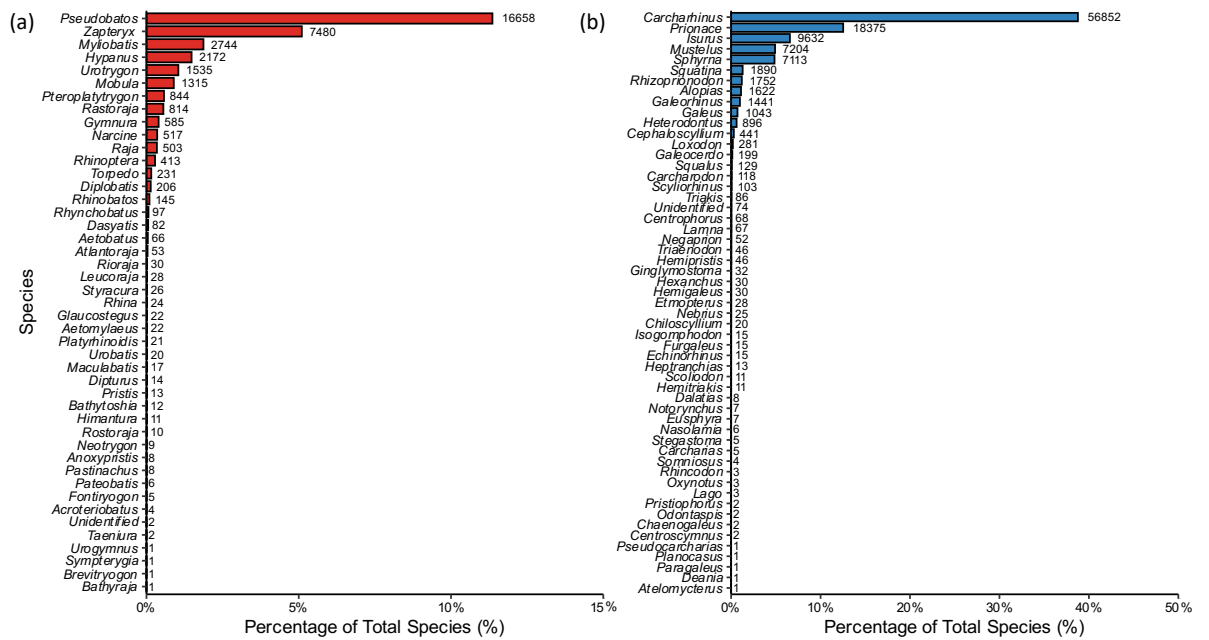 (a)
Pseudobatos 16658
Zapteryx 7480
Myliobatis 2744
Hypanus 2172
Urotrygon 1535
Mobula 1315
Pteroplatytrygon 844
Rastoraja 814
Gymnura 585
Narcine 517
Raja 503
Rhinoptera 413
Torpedo 231
Diplobatis 206
Rhinobatos 145
Rhynchobatus 97
Dasyatis 82
Aetobatus 66
Atlantoraja 53
Rioraja 30
Leucoraja 28
Styracura 26
Rhina 24
Glaucostegus 22
Aetomylaeus 22
Platyrhinoidis 21
Urobatis 20
Maculabatis 17
Dipturus 14
Pristis 13
Bathytoshia 12
Himantura 11
Rostoraja 10
Neotrygon 9
Anoxypristis 8
Pastinachus 8
Pateobatis 6
Fontiryogon 5
Acroteriobatus 4
Unidentified 2
Taeniura 2
Urogymnus 1
Sympterygia 1
Brevitryogon 1
Bathyraja 1
Species
0% 5% 10% 15%
Percentage of Total Species (%)
(b)
Carcharhinus 56852
Prionace 18375
Isurus 9632
Mustelus 7204
Sphyrna 7113
Squatina 1890
Rhizoprionodon 1752
Alopias 1622
Galeorhinus 1441
Galeus 1043
Heterodontus 896
Cephaloscyllium 441
Loxodon 281
Galeocerdo 199
Squalus 129
Carcharodon 118
Scyliorhinus 103
Triakis 86
Unidentified 74
Centrophorus 68
Lamna 67
Negaprion 52
Triaenodon 46
Hemipristis 46
Ginglymostoma 32
Hexanchus 30
Hemigaleus 30
Etmopterus 28
Nebrius 25
Chiloscyllium 20
Isogomphodon 15
Furgaleus 15
Echinorhinus 15
Heptranchias 13
Scoliodon 11
Hemitriakis 11
Dalatias 8
Notorynchus 7
Eusphyra 7
Nasolamia 6
Stegastoma 5
Carcharias 5
Somniosus 4
Rhincodon 3
Oxynotus 3
Lago 3
Pristiophorus 2
Odontaspis 2
Chaenogaleus 2
Centroscymnus 2
Pseudocarcharias 1
Planocasus 1
Paragaleus 1
Deania 1
Atelomycterus 1
0% 10% 20% 30% 40% 50%
Percentage of Total Species (%)